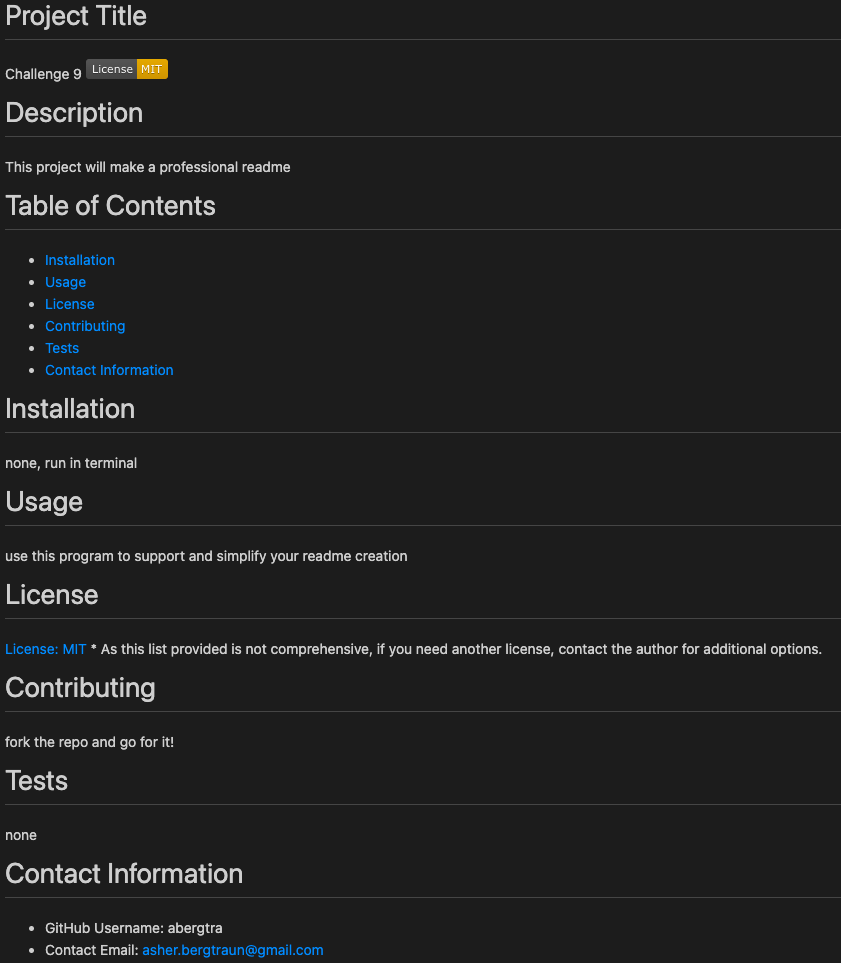 Project Title
Challenge 9 License MIT
Description
This project will make a professional readme
Table of Contents
Installation
Usage
License
Contributing
Tests
Contact Information
Installation
none, run in terminal
Usage
use this program to support and simplify your readme creation
License
License: MIT * As this list provided is not comprehensive, if you need another license, contact the author for additional options.
Contributing
fork the repo and go for it!
Tests
none
Contact Information
GitHub Username: abergtra
Contact Email: asher.bergtraun@gmail.com